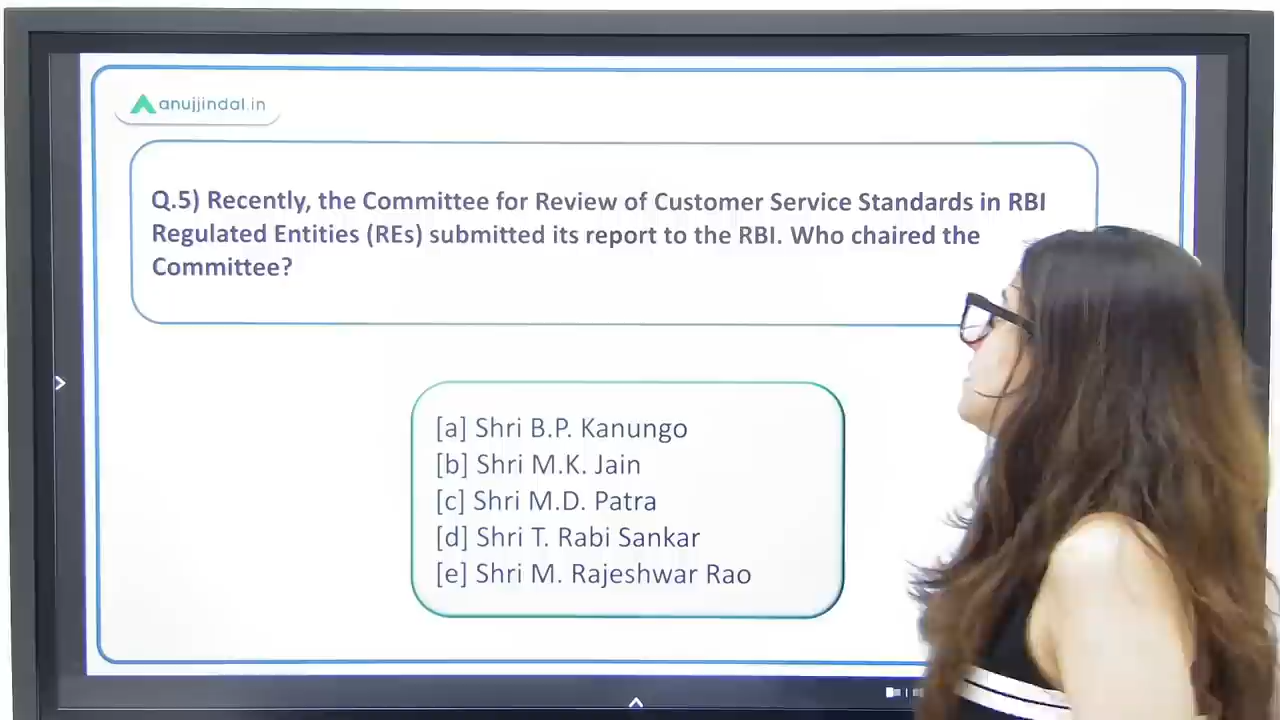 anujjindal.in
Q.5) Recently, the Committee for Review of Customer Service Standards in RBI
Regulated Entities (REs) submitted its report to the RBI. Who chaired the
Committee?
[a] Shri B.P. Kanungo
[b] Shri M.K. Jain
[c] Shri M.D. Patra
[d] Shri T. Rabi Sankar
[e] Shri M. Rajeshwar Rao